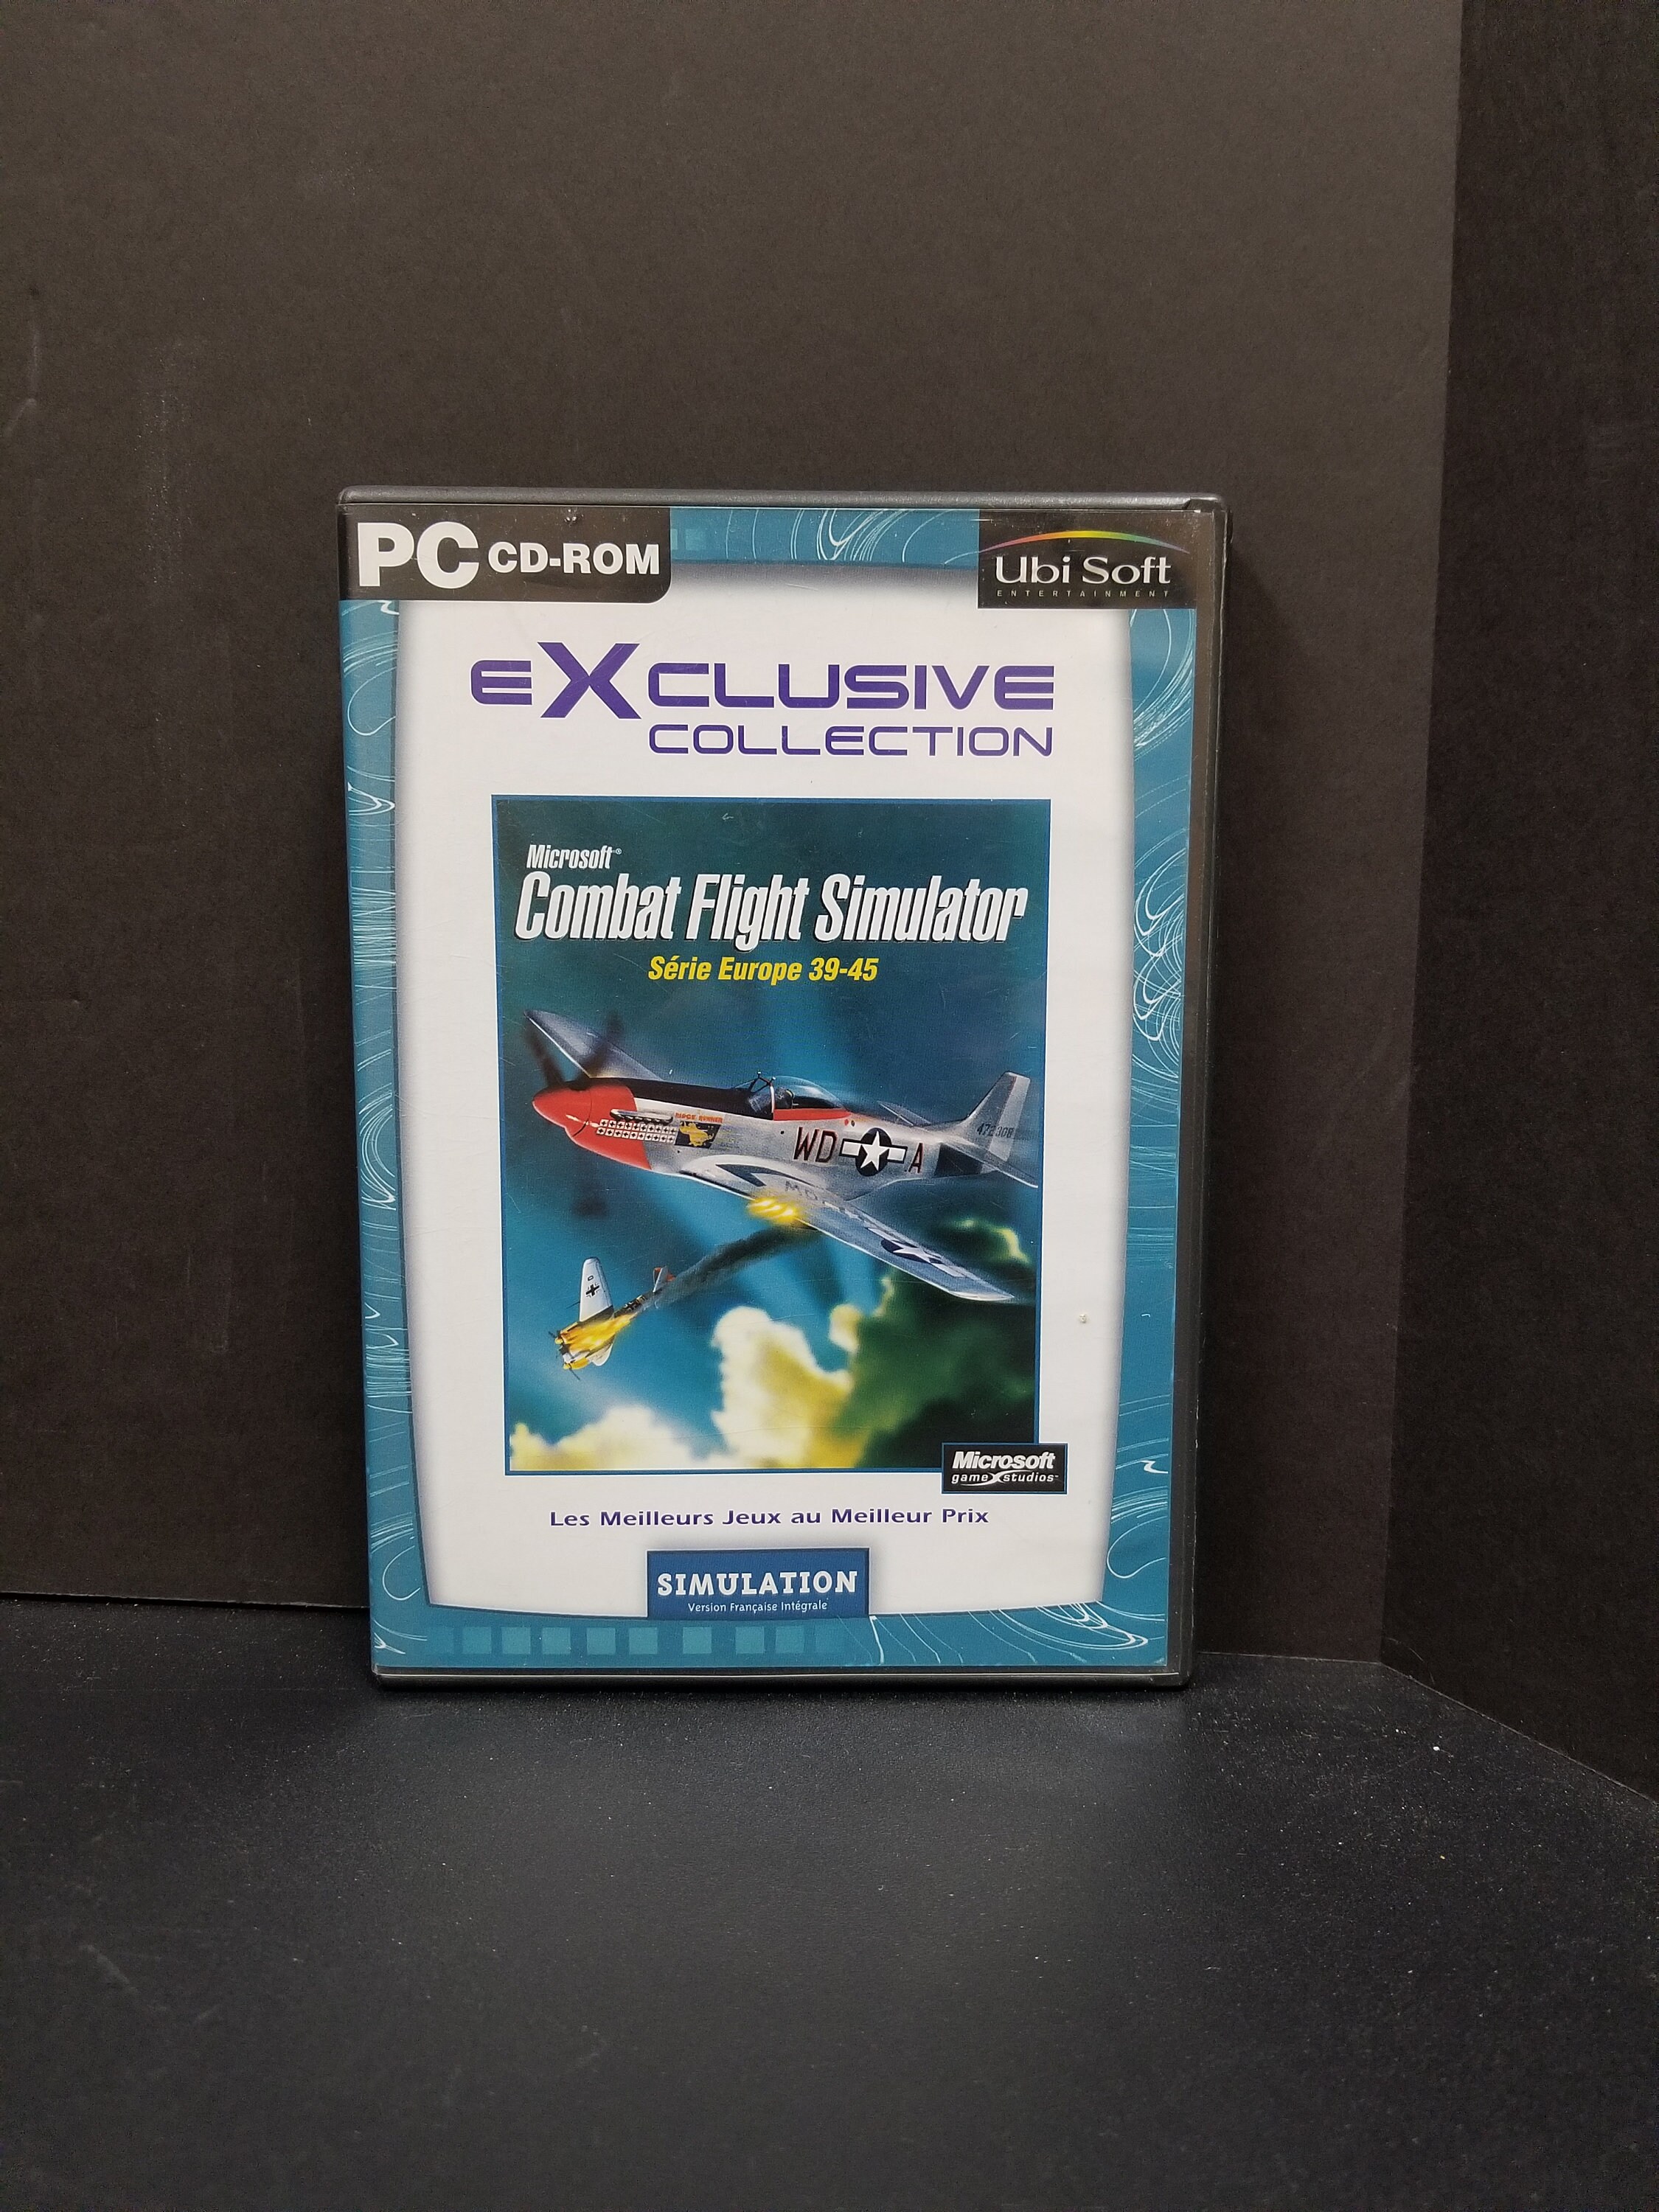 PC CD-ROM
Ubi Soft
ENTERTAINMENT
eXCLUSIVE
COLLECTION
Microsoft®
Combat Flight Simulator
Série Europe 39-45
WD A
Microsoft
game studios™
Les Meilleurs Jeux au Meilleur Prix
SIMULATION
Version Française Intégrale